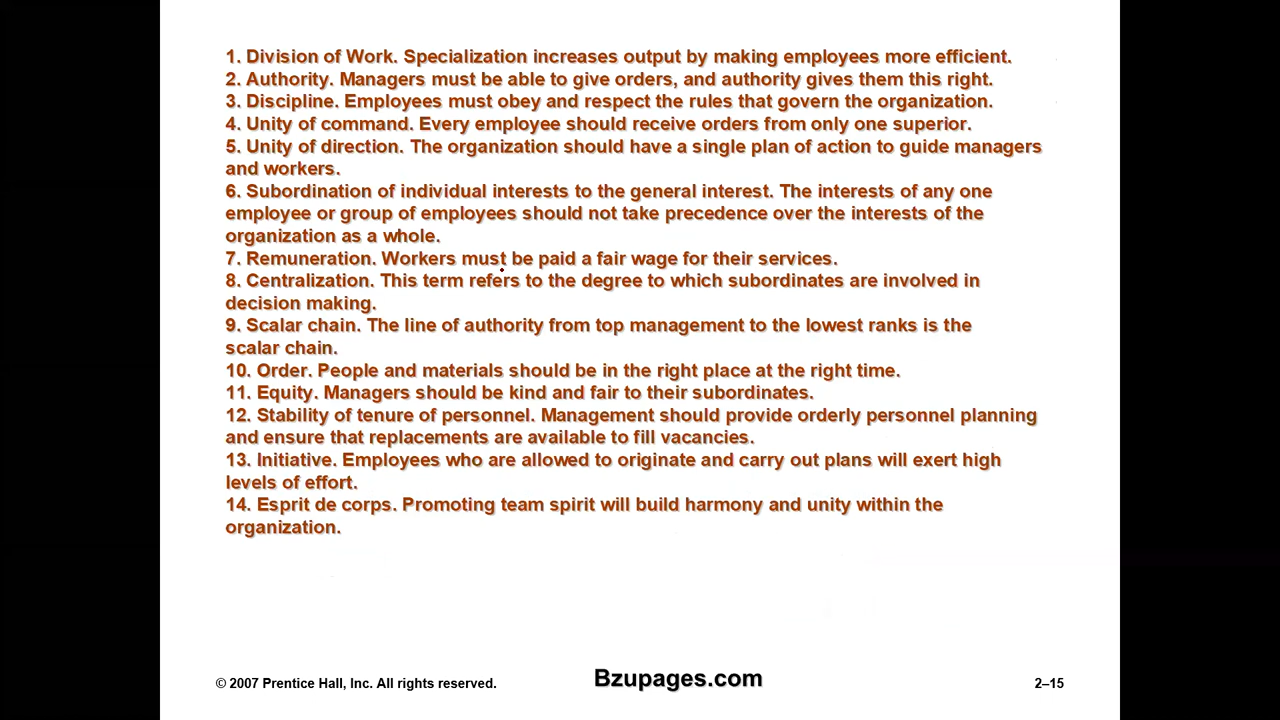 1. Division of Work. Specialization increases output by making employees more efficient.
2. Authority. Managers must be able to give orders, and authority gives them this right.
3. Discipline. Employees must obey and respect the rules that govern the organization.
4. Unity of command. Every employee should receive orders from only one superior.
5. Unity of direction. The organization should have a single plan of action to guide managers
and workers.
6. Subordination of individual interests to the general interest. The interests of any one
employee or group of employees should not take precedence over the interests of the
organization as a whole.
7. Remuneration. Workers must be paid a fair wage for their services.
8. Centralization. This term refers to the degree to which subordinates are involved in
decision making.
9. Scalar chain. The line of authority from top management to the lowest ranks is the
scalar chain.
10. Order. People and materials should be in the right place at the right time.
11. Equity. Managers should be kind and fair to their subordinates.
12. Stability of tenure of personnel. Management should provide orderly personnel planning
and ensure that replacements are available to fill vacancies.
13. Initiative. Employees who are allowed to originate and carry out plans will exert high
levels of effort.
14. Esprit de corps. Promoting team spirit will build harmony and unity within the
organization.
© 2007 Prentice Hall, Inc. All rights reserved.
Bzupages.com
2–15